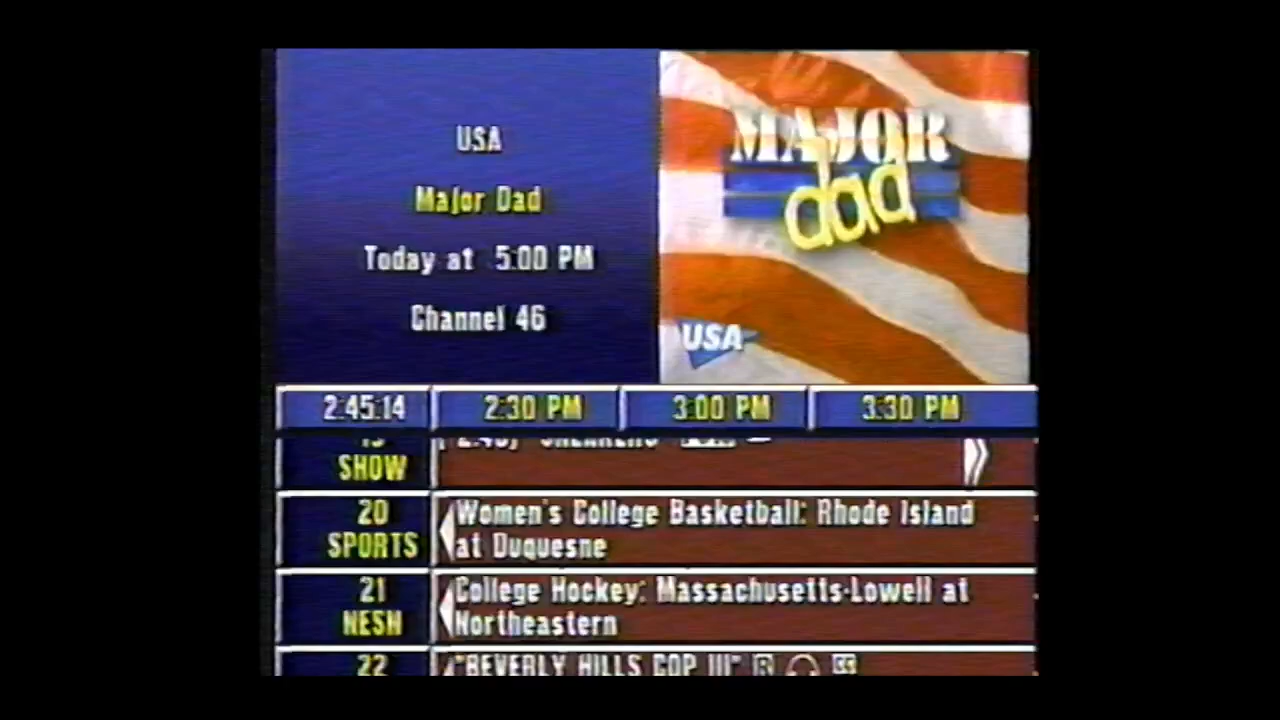 USA
Major Dad
Today at 5:00 PM
Channel 46
MAJOR
dad
USA
2:45:14 2:30 PM 3:00 PM 3:30 PM
SHOW
20 Women's College Basketball: Rhode Island
SPORTS at Duquesne
21 College Hockey: Massachusetts-Lowell at
NESN Northeastern
22 "BEVERLY HILLS COP III" R CC